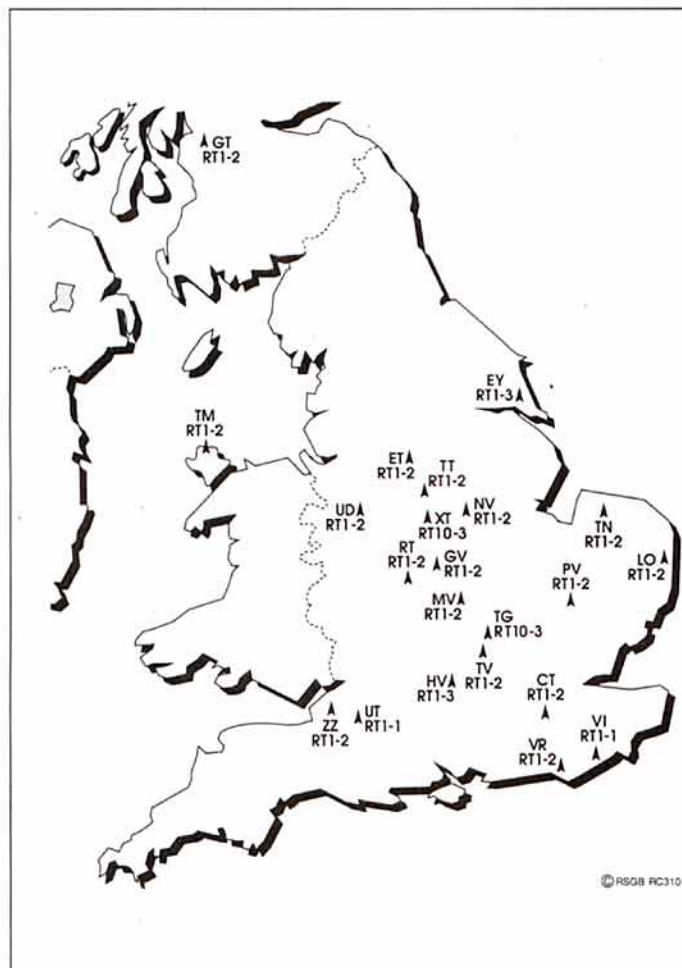 GT
RT1-2
EY
RT1-3
TM
RT1-2
ET
RT1-2
TT
RT1-2
UD
RT1-2
XT
RT10-3
NV
RT1-2
TN
RT1-2
LO
RT1-2
RT
RT1-2
GV
RT1-2
PV
RT1-2
MV
RT1-2
TG
RT10-3
TV
RT1-2
HV
RT1-3
CT
RT1-2
ZZ
RT1-2
UT
RT1-1
VR
RT1-2
VI
RT1-1
© RSGB RC310